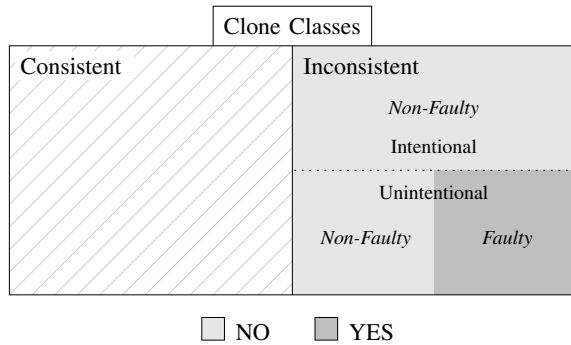 Clone Classes
Consistent
Inconsistent
Non-Faulty
Intentional
Unintentional
Non-Faulty
Faulty
NO
YES